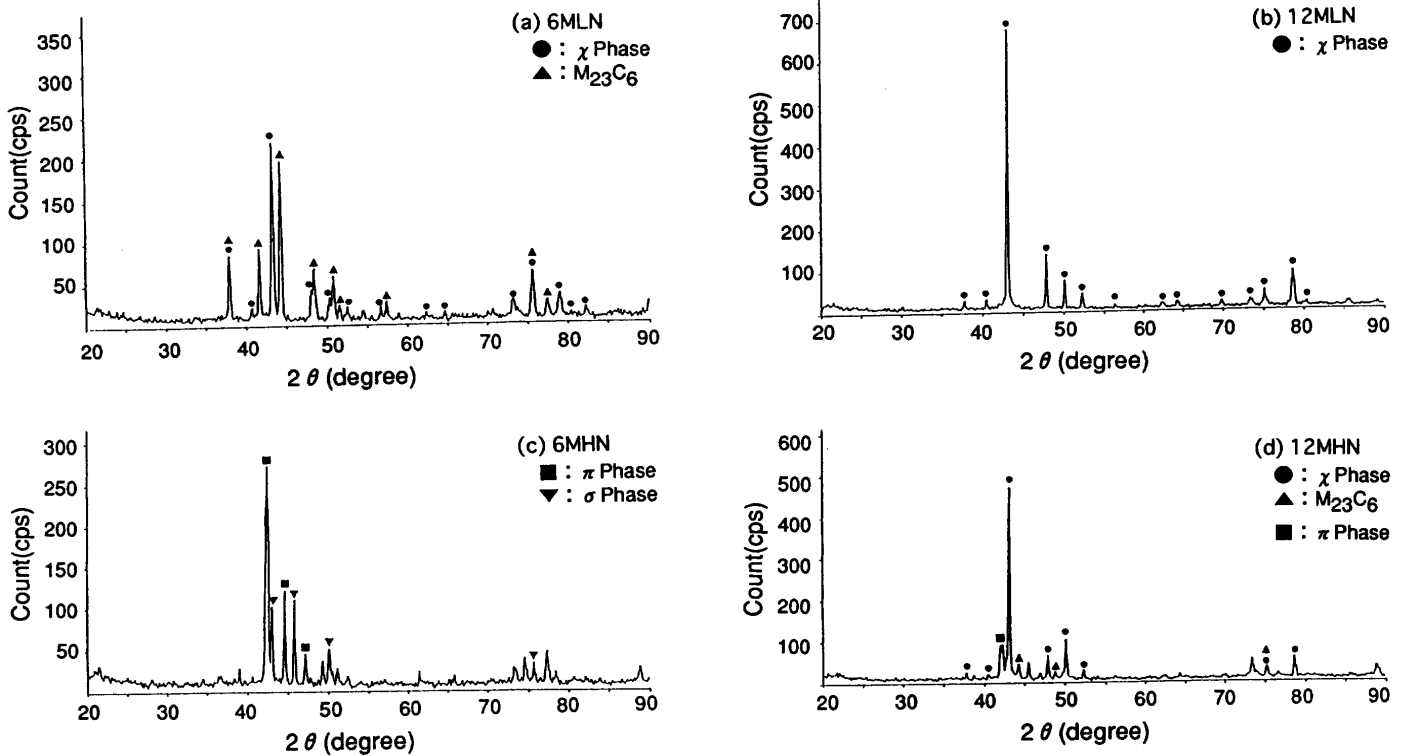 (a) 6MLN
● : χ Phase
▲ : M23C6
Count(cps)
350
300
250
200
150
100
50
20 30 40 50 60 70 80 90
2 θ (degree)
(b) 12MLN
● : χ Phase
Count(cps)
700
600
500
400
300
200
100
20 30 40 50 60 70 80 90
2 θ (degree)
(c) 6MHN
■ : π Phase
▼ : σ Phase
Count(cps)
300
250
200
150
100
50
20 30 40 50 60 70 80 90
2 θ (degree)
(d) 12MHN
● : χ Phase
▲ : M23C6
■ : π Phase
Count(cps)
600
500
400
300
200
100
20 30 40 50 60 70 80 90
2 θ (degree)